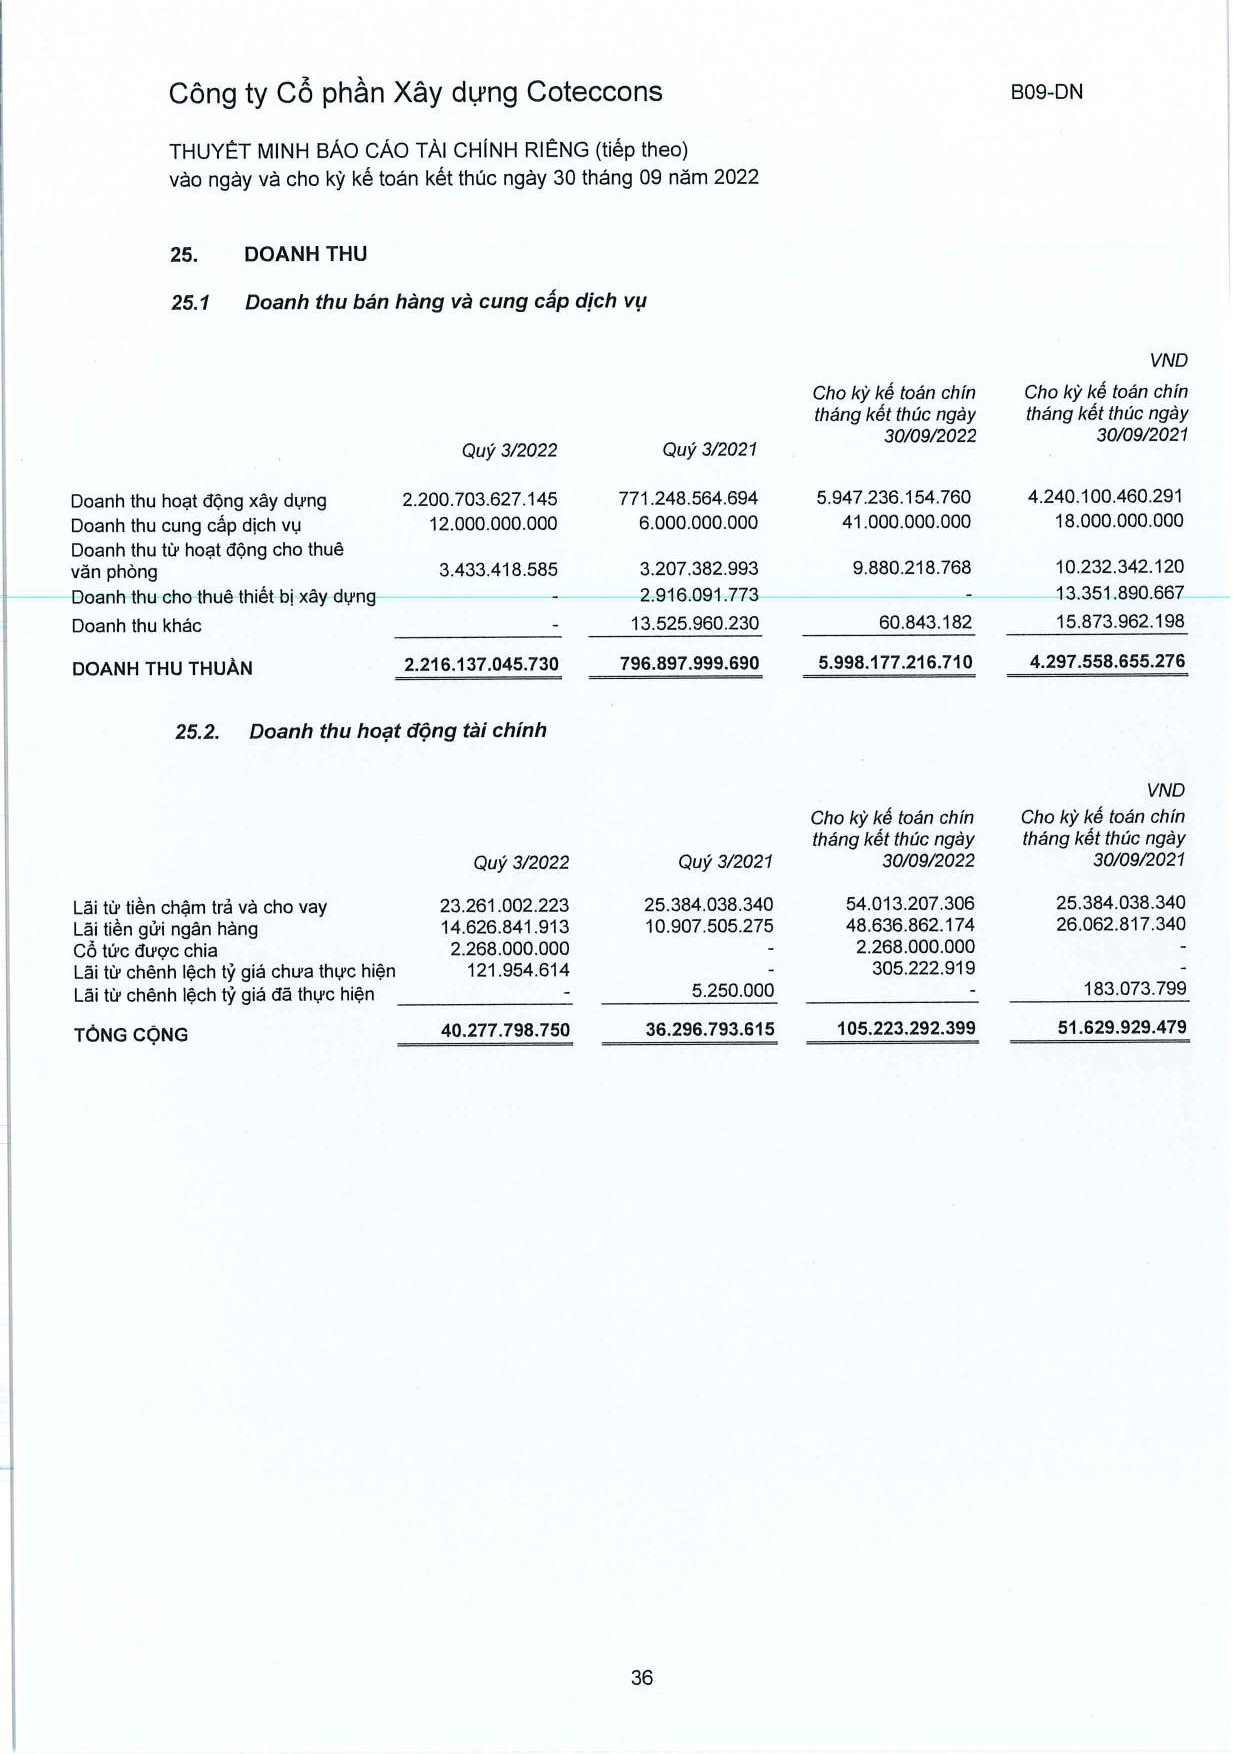 Công ty Cổ phần Xây dựng Coteccons B09-DN
THUYẾT MINH BÁO CÁO TÀI CHÍNH RIÊNG (tiếp theo)
vào ngày và cho kỳ kế toán kết thúc ngày 30 tháng 09 năm 2022
25. DOANH THU
25.1 Doanh thu bán hàng và cung cấp dịch vụ
VND
Cho kỳ kế toán chín Cho kỳ kế toán chín
tháng kết thúc ngày tháng kết thúc ngày
Quý 3/2022 Quý 3/2021 30/09/2022 30/09/2021
Doanh thu hoạt động xây dựng 2.200.703.627.145 771.248.564.694 5.947.236.154.760 4.240.100.460.291
Doanh thu cung cấp dịch vụ 12.000.000.000 6.000.000.000 41.000.000.000 18.000.000.000
Doanh thu từ hoạt động cho thuê
văn phòng 3.433.418.585 3.207.382.993 9.880.218.768 10.232.342.120
Doanh thu cho thuê thiết bị xây dựng - 2.916.091.773 - 13.351.890.667
Doanh thu khác - 13.525.960.230 60.843.182 15.873.962.198
DOANH THU THUẦN 2.216.137.045.730 796.897.999.690 5.998.177.216.710 4.297.558.655.276
25.2. Doanh thu hoạt động tài chính
VND
Cho kỳ kế toán chín Cho kỳ kế toán chín
tháng kết thúc ngày tháng kết thúc ngày
Quý 3/2022 Quý 3/2021 30/09/2022 30/09/2021
Lãi từ tiền chậm trả và cho vay 23.261.002.223 25.384.038.340 54.013.207.306 25.384.038.340
Lãi tiền gửi ngân hàng 14.626.841.913 10.907.505.275 48.636.862.174 26.062.817.340
Cổ tức được chia 2.268.000.000 - 2.268.000.000 -
Lãi từ chênh lệch tỷ giá chưa thực hiện 121.954.614 - 305.222.919 -
Lãi từ chênh lệch tỷ giá đã thực hiện - 5.250.000 - 183.073.799
TỔNG CỘNG 40.277.798.750 36.296.793.615 105.223.292.399 51.629.929.479
36